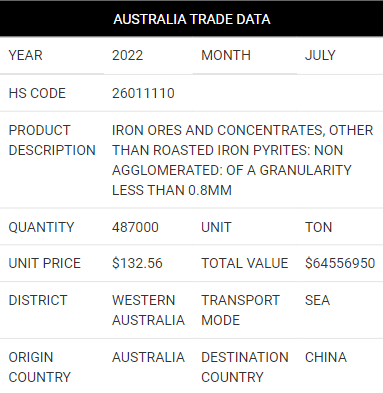 AUSTRALIA TRADE DATA
YEAR 2022 MONTH JULY
HS CODE 26011110
PRODUCT DESCRIPTION IRON ORES AND CONCENTRATES, OTHER
THAN ROASTED IRON PYRITES: NON
AGGLOMERATED: OF A GRANULARITY
LESS THAN 0.8MM
QUANTITY 487000 UNIT TON
UNIT PRICE $132.56 TOTAL VALUE $64556950
DISTRICT WESTERN TRANSPORT SEA
AUSTRALIA MODE
ORIGIN AUSTRALIA DESTINATION CHINA
COUNTRY COUNTRY